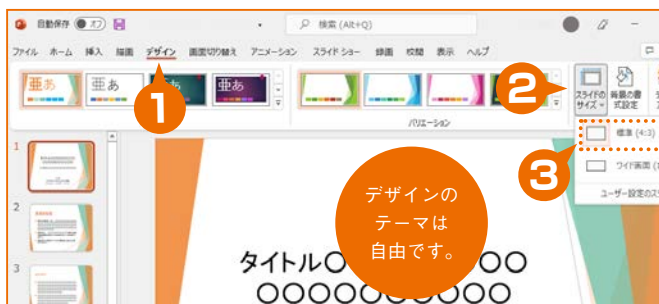 自動保存 オフ
検索 (Alt+Q)
ファイル ホーム 挿入 描画 デザイン 画面切り替え アニメーション スライド ショー 録画 校閲 表示 ヘルプ
亜あ 亜あ 亜あ
バリエーション
スライドの
サイズ
背景の書
式設定
1
2
3
標準 (4:3)
ワイド画面 (1
ユーザー設定のス
1
2
3
デザインの
テーマは
自由です。
タイトル〇
〇〇